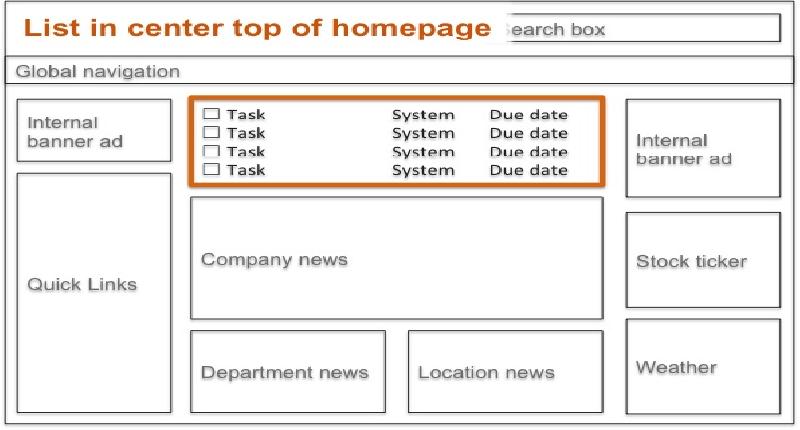 List in center top of homepage
earch box
Global navigation
Internal
banner ad
Task System Due date
Task System Due date
Task System Due date
Task System Due date
Internal
banner ad
Quick Links
Company news
Stock ticker
Department news
Location news
Weather